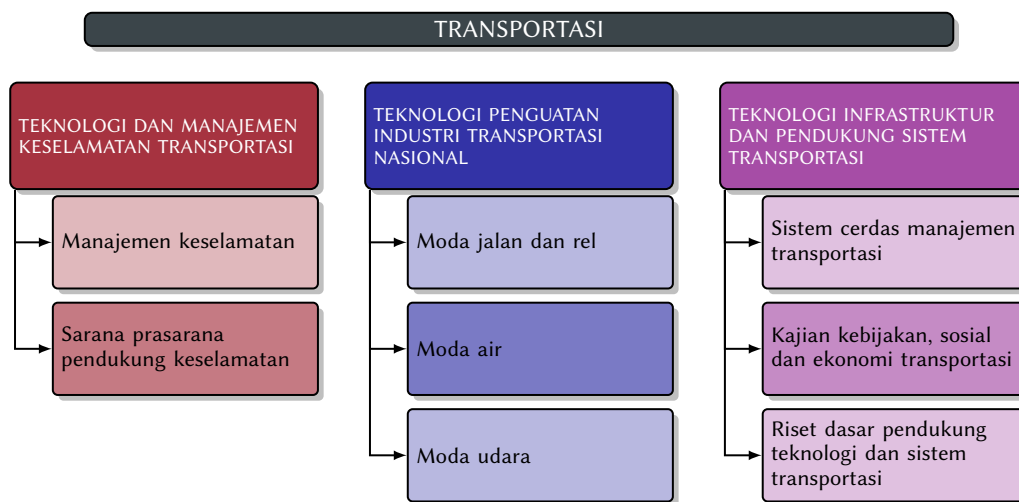 TRANSPORTASI
TEKNOLOGI DAN MANAJEMEN
KESELAMATAN TRANSPORTASI
Manajemen keselamatan
Sarana prasarana
pendukung keselamatan
TEKNOLOGI PENGUATAN
INDUSTRI TRANSPORTASI
NASIONAL
Moda jalan dan rel
Moda air
Moda udara
TEKNOLOGI INFRASTRUKTUR
DAN PENDUKUNG SISTEM
TRANSPORTASI
Sistem cerdas manajemen
transportasi
Kajian kebijakan, sosial
dan ekonomi transportasi
Riset dasar pendukung
teknologi dan sistem
transportasi